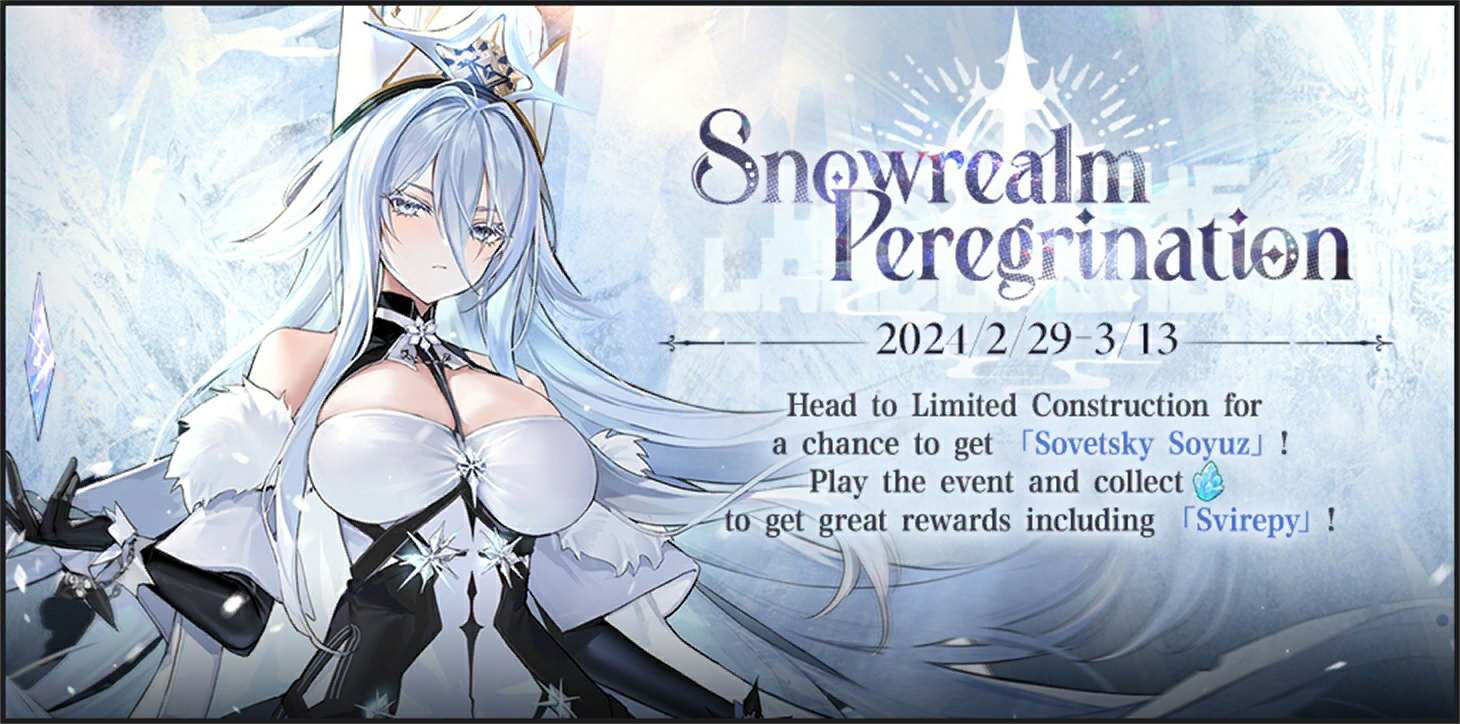 Snowrealm
Peregrination
2024/2/29-3/13
Head to Limited Construction for
a chance to get 「Sovetsky Soyuz」!
Play the event and collect
to get great rewards including 「Svirepy」!